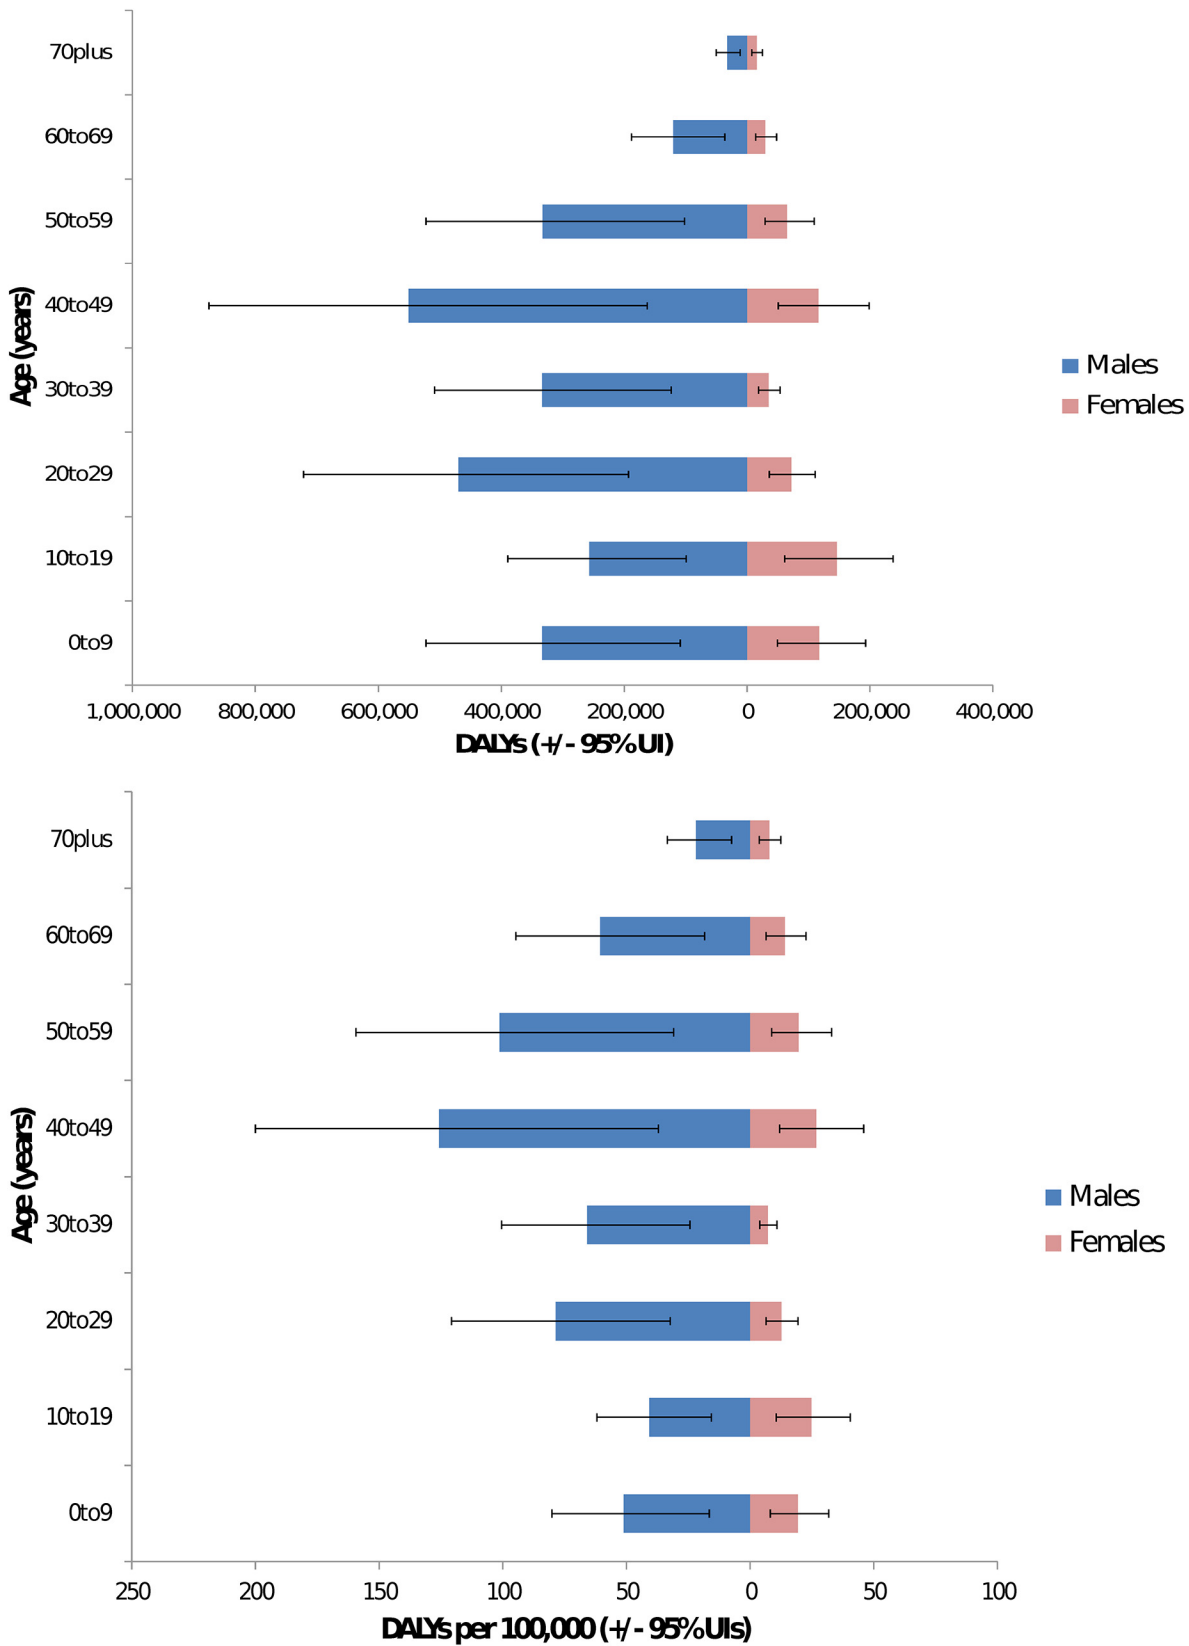 70plus
60to69
50to59
40to49
30to39
20to29
10to19
0to9
Age (years)
1,000,000 800,000 600,000 400,000 200,000 0 200,000 400,000
DALYs (+/- 95% UI)
Males
Females
70plus
60to69
50to59
40to49
30to39
20to29
10to19
0to9
Age (years)
250 200 150 100 50 0 50 100
DALYs per 100,000 (+/- 95% UIs)
Males
Females